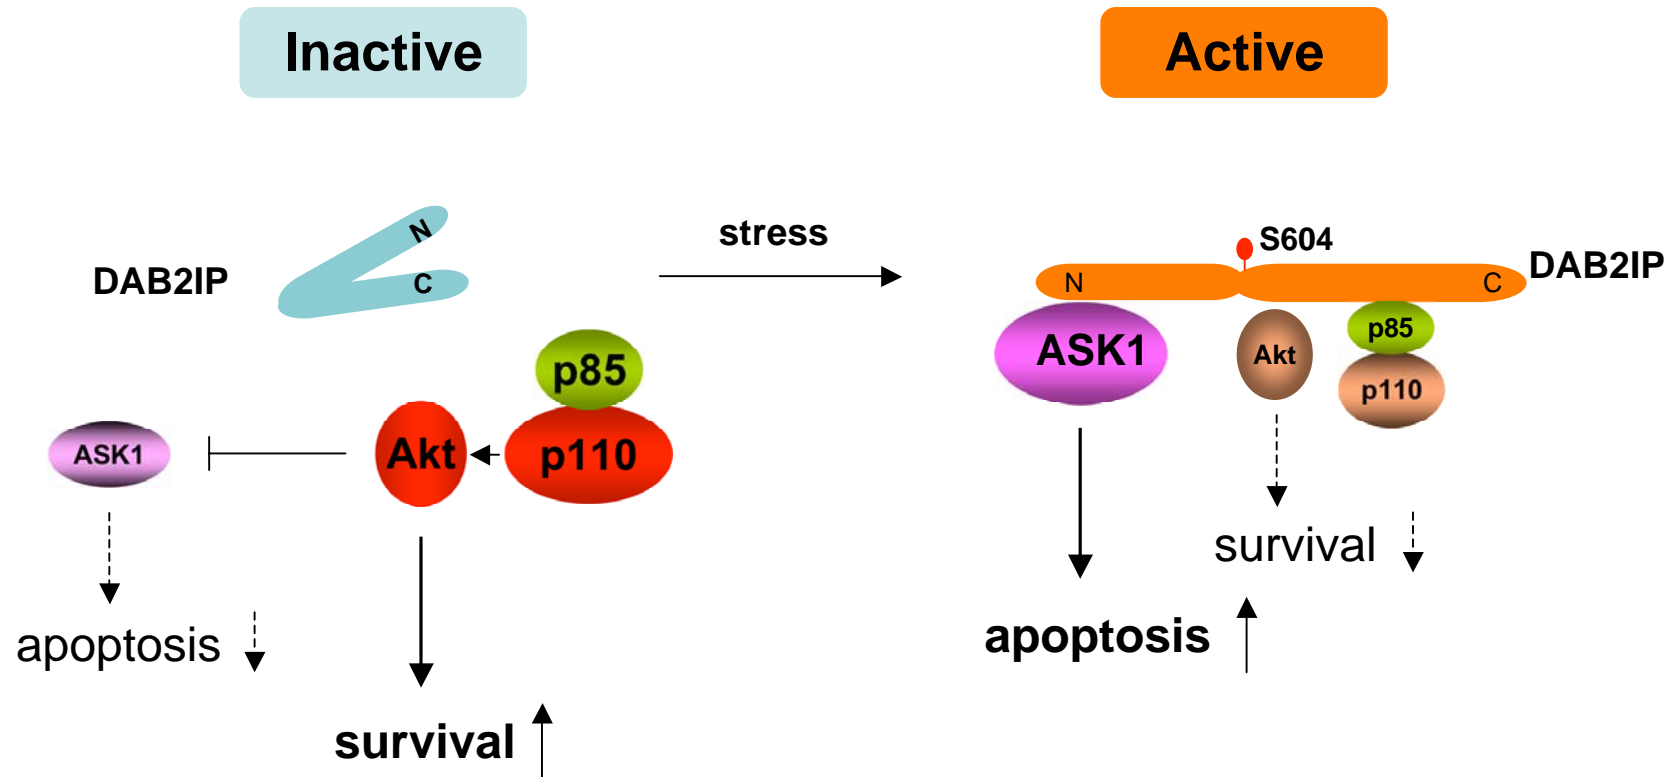 Inactive
Active
N
C
DAB2IP
p85
p110
Akt
ASK1
apoptosis
survival
stress
S604
DAB2IP
N
C
ASK1
Akt
p85
p110
survival
apoptosis